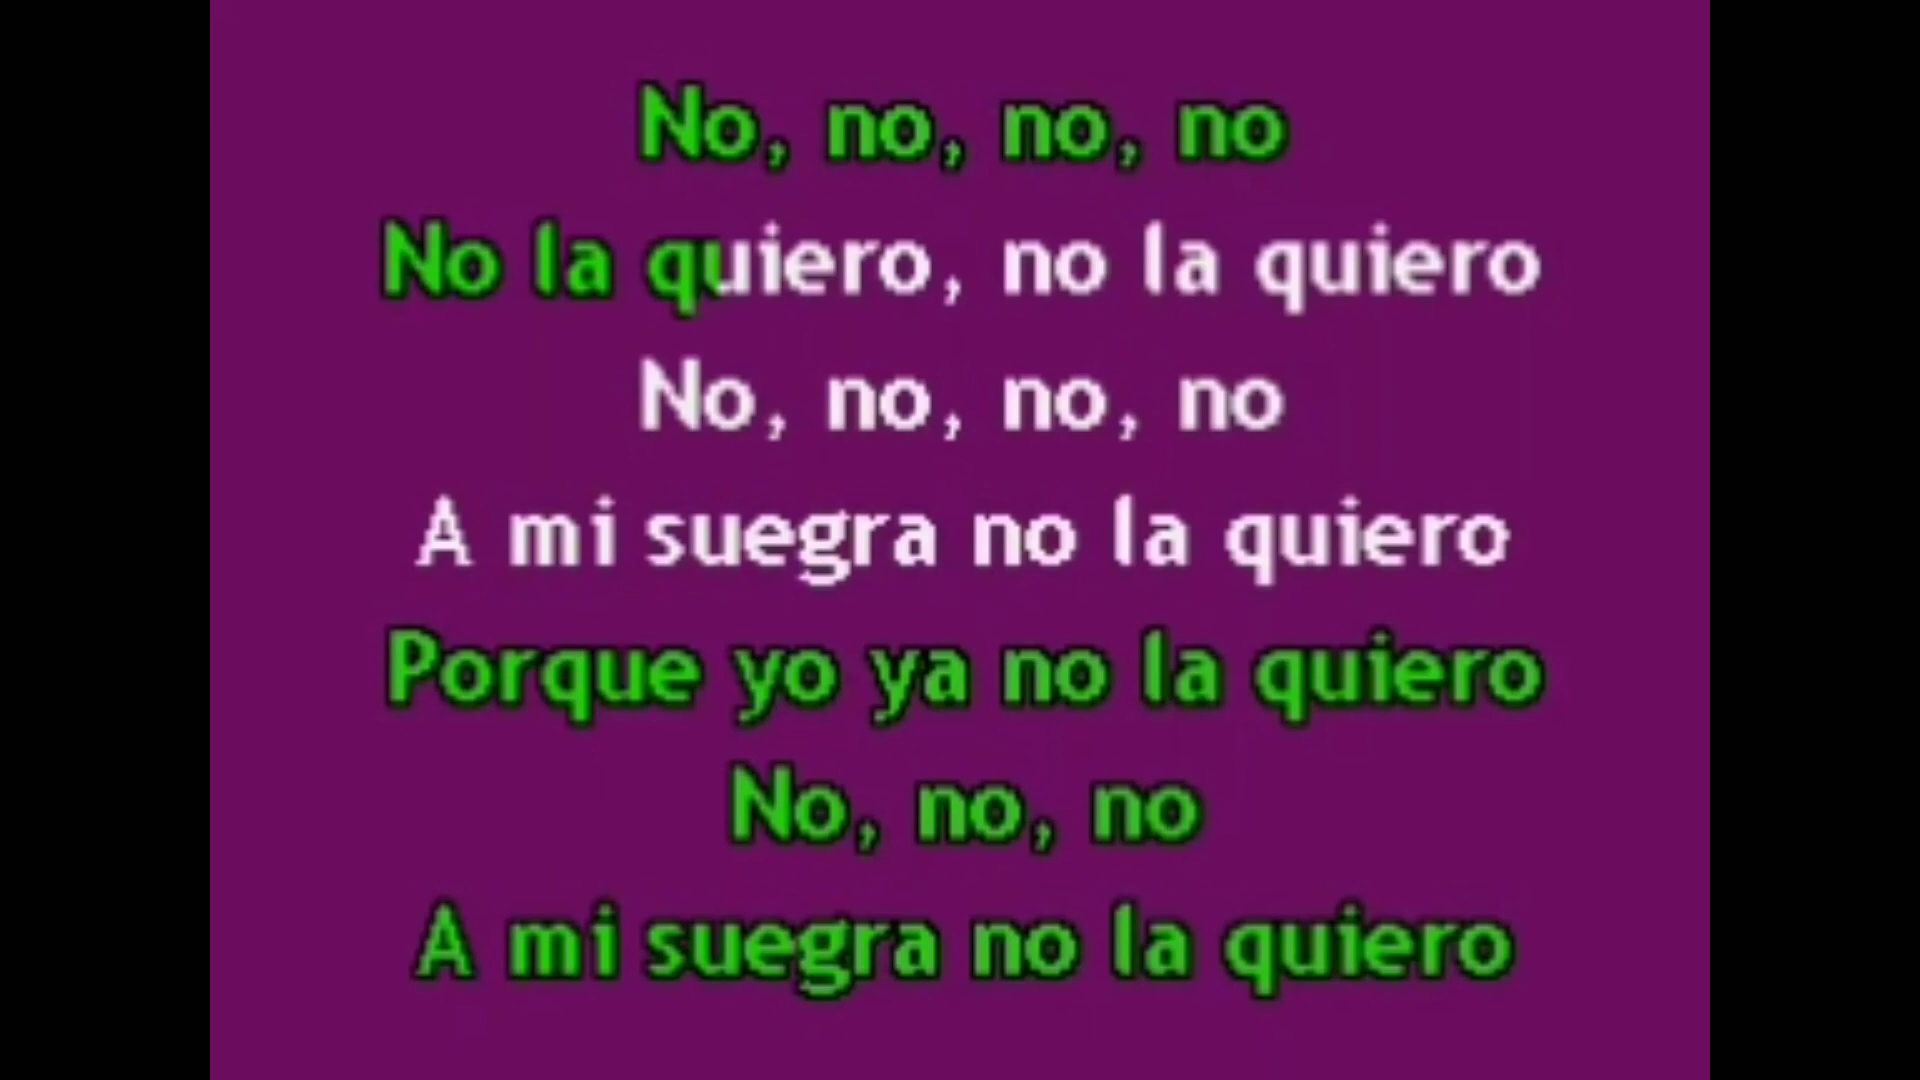 No, no, no, no
No la quiero, no la quiero
No, no, no, no
A mi suegra no la quiero
Porque yo ya no la quiero
No, no, no
A mi suegra no la quiero